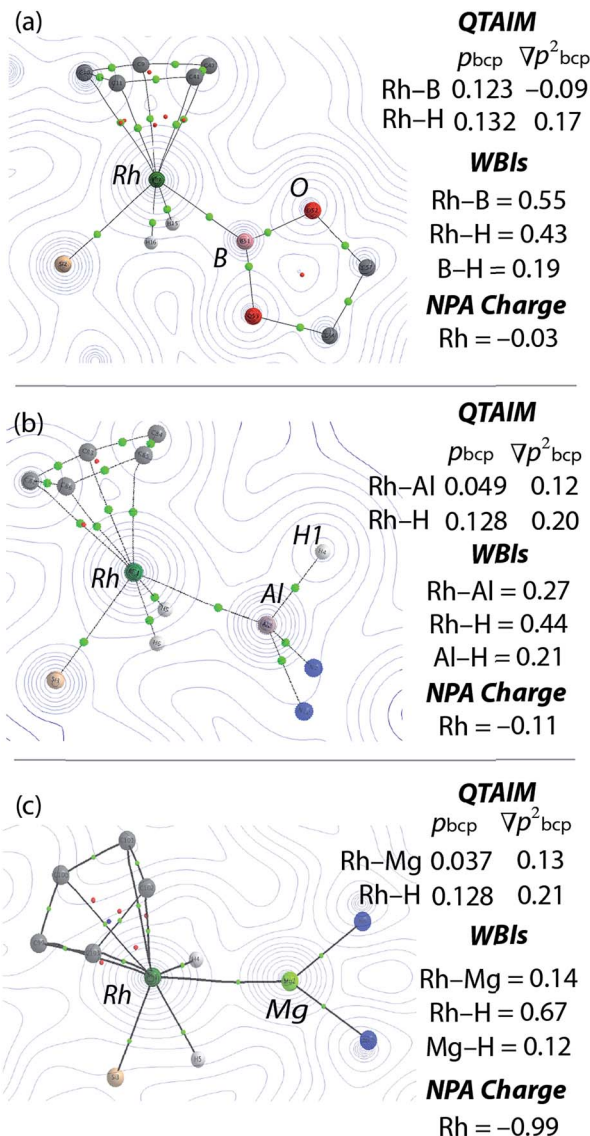 (a)
QTAIM
pbcp ∇p²bcp
Rh–B 0.123 –0.09
Rh–H 0.132 0.17
WBIs
Rh–B = 0.55
Rh–H = 0.43
B–H = 0.19
NPA Charge
Rh = –0.03
Rh
O
B
H16
H15
(b)
QTAIM
pbcp ∇p²bcp
Rh–Al 0.049 0.12
Rh–H 0.128 0.20
WBIs
Rh–Al = 0.27
Rh–H = 0.44
Al–H = 0.21
NPA Charge
Rh = –0.11
H1
Rh
Al
(c)
QTAIM
pbcp ∇p²bcp
Rh–Mg 0.037 0.13
Rh–H 0.128 0.21
WBIs
Rh–Mg = 0.14
Rh–H = 0.67
Mg–H = 0.12
NPA Charge
Rh = –0.99
Rh
Mg